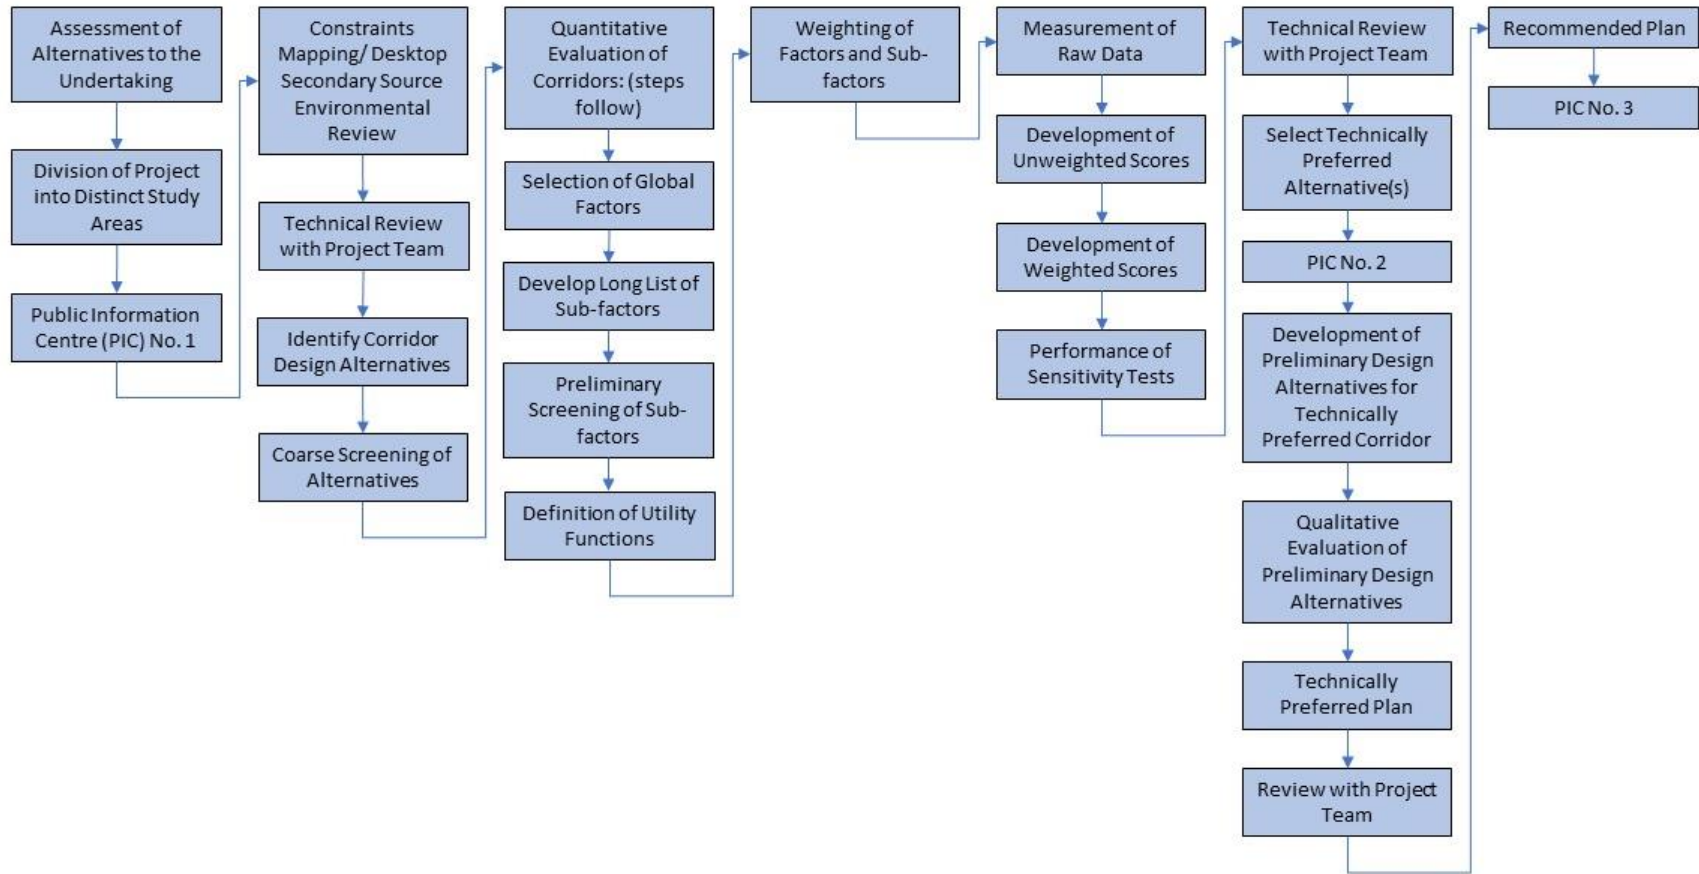 Assessment of
Alternatives to the
Undertaking
Division of Project
into Distinct Study
Areas
Public Information
Centre (PIC) No. 1
Constraints
Mapping/ Desktop
Secondary Source
Environmental
Review
Technical Review
with Project Team
Identify Corridor
Design Alternatives
Coarse Screening of
Alternatives
Quantitative
Evaluation of
Corridors: (steps
follow)
Selection of Global
Factors
Develop Long List of
Sub-factors
Preliminary
Screening of Sub-
factors
Definition of Utility
Functions
Weighting of
Factors and Sub-
factors
Measurement of
Raw Data
Development of
Unweighted Scores
Development of
Weighted Scores
Performance of
Sensitivity Tests
Technical Review
with Project Team
Select Technically
Preferred
Alternative(s)
PIC No. 2
Development of
Preliminary Design
Alternatives for
Technically
Preferred Corridor
Qualitative
Evaluation of
Preliminary Design
Alternatives
Technically
Preferred Plan
Review with Project
Team
Recommended Plan
PIC No. 3